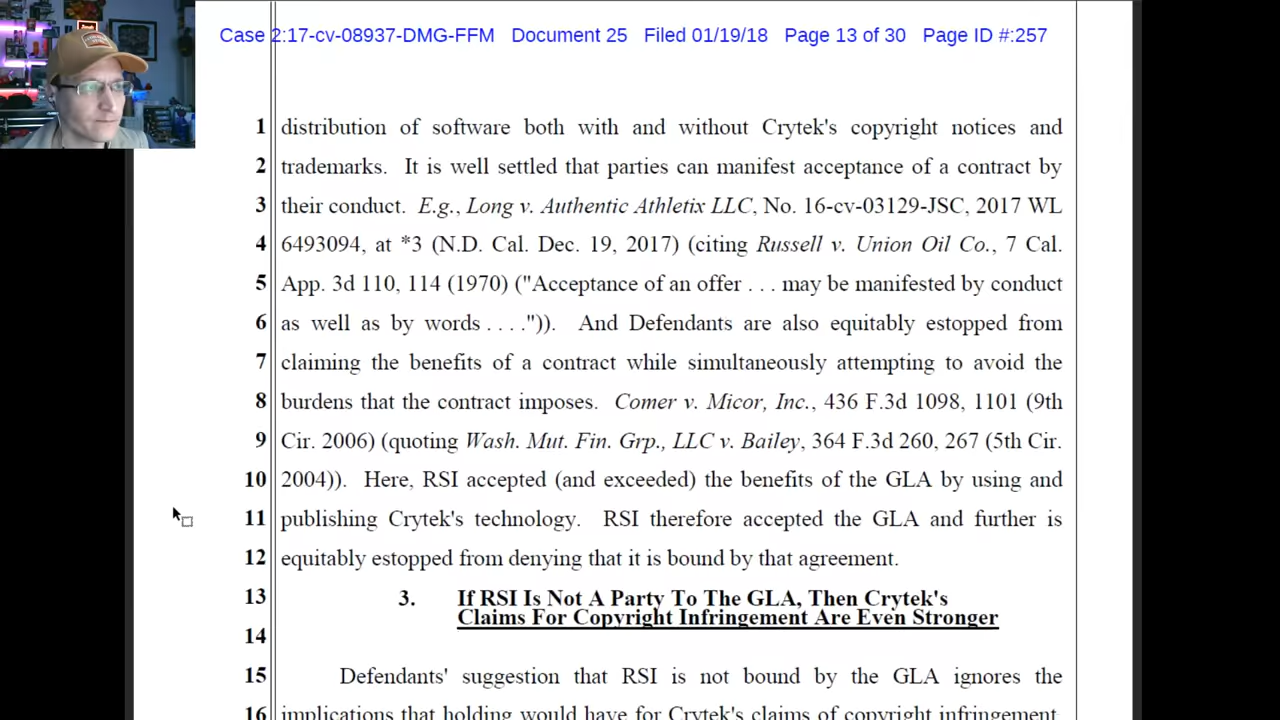 Case 2:17-cv-08937-DMG-FFM Document 25 Filed 01/19/18 Page 13 of 30 Page ID #:257
1 distribution of software both with and without Crytek's copyright notices and
2 trademarks. It is well settled that parties can manifest acceptance of a contract by
3 their conduct. E.g., Long v. Authentic Athletix LLC, No. 16-cv-03129-JSC, 2017 WL
4 6493094, at *3 (N.D. Cal. Dec. 19, 2017) (citing Russell v. Union Oil Co., 7 Cal.
5 App. 3d 110, 114 (1970) ("Acceptance of an offer . . . may be manifested by conduct
6 as well as by words . . . .")). And Defendants are also equitably estopped from
7 claiming the benefits of a contract while simultaneously attempting to avoid the
8 burdens that the contract imposes. Comer v. Micor, Inc., 436 F.3d 1098, 1101 (9th
9 Cir. 2006) (quoting Wash. Mut. Fin. Grp., LLC v. Bailey, 364 F.3d 260, 267 (5th Cir.
10 2004)). Here, RSI accepted (and exceeded) the benefits of the GLA by using and
11 publishing Crytek's technology. RSI therefore accepted the GLA and further is
12 equitably estopped from denying that it is bound by that agreement.
13 3. If RSI Is Not A Party To The GLA, Then Crytek's
Claims For Copyright Infringement Are Even Stronger
14
15 Defendants' suggestion that RSI is not bound by the GLA ignores the
16 implications that holding would have for Crytek's claims of copyright infringement.